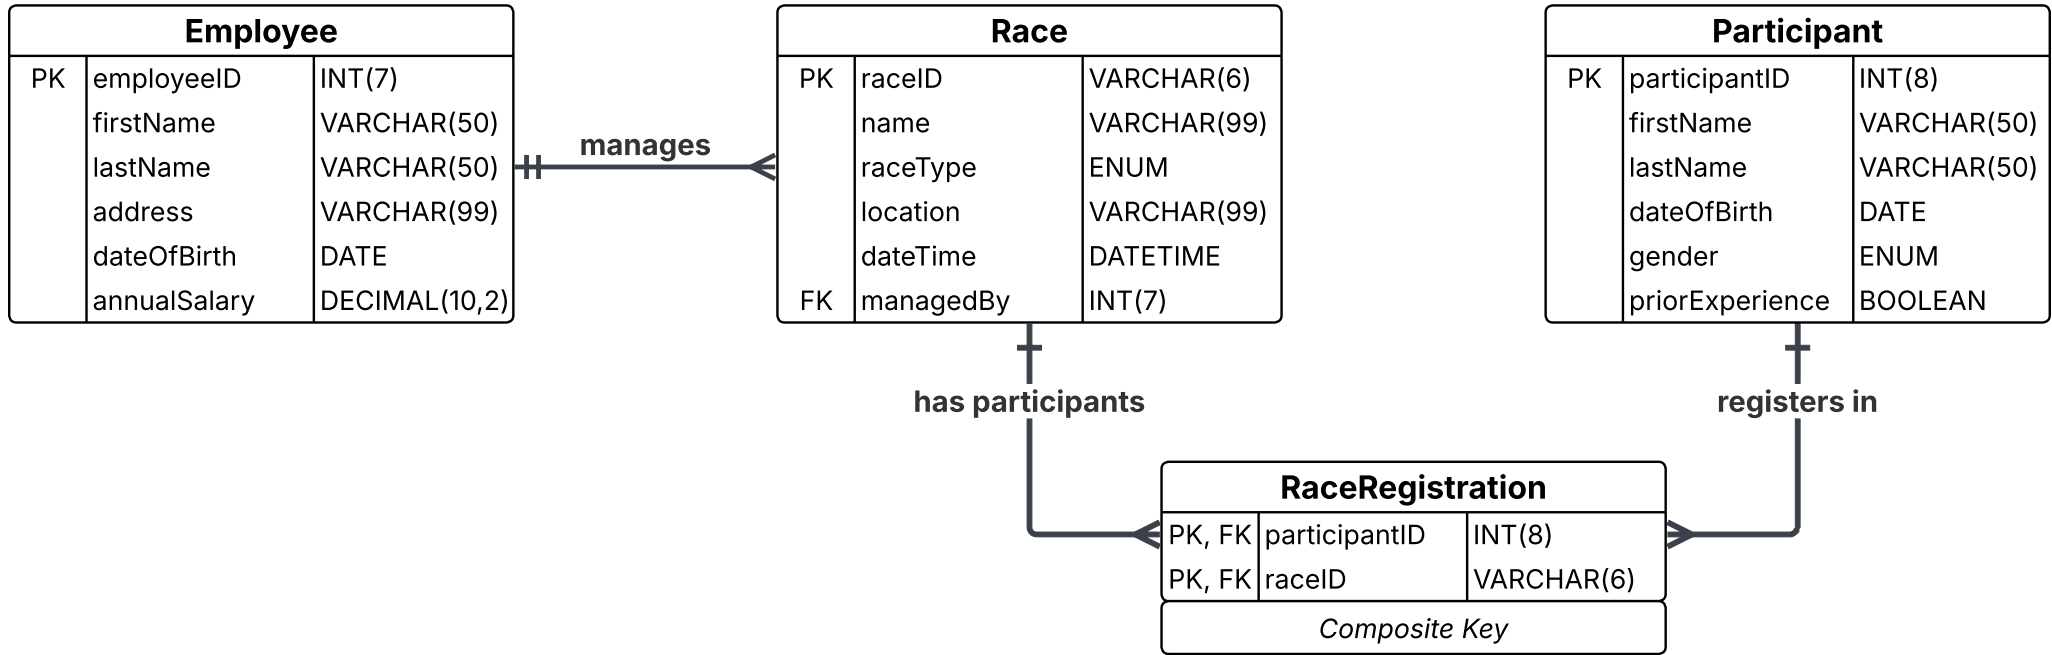 Employee
PK employeeID INT(7)
firstName VARCHAR(50)
lastName VARCHAR(50)
address VARCHAR(99)
dateOfBirth DATE
annualSalary DECIMAL(10,2)
manages
Race
PK raceID VARCHAR(6)
name VARCHAR(99)
raceType ENUM
location VARCHAR(99)
dateTime DATETIME
FK managedBy INT(7)
Participant
PK participantID INT(8)
firstName VARCHAR(50)
lastName VARCHAR(50)
dateOfBirth DATE
gender ENUM
priorExperience BOOLEAN
has participants
registers in
RaceRegistration
PK, FK participantID INT(8)
PK, FK raceID VARCHAR(6)
Composite Key